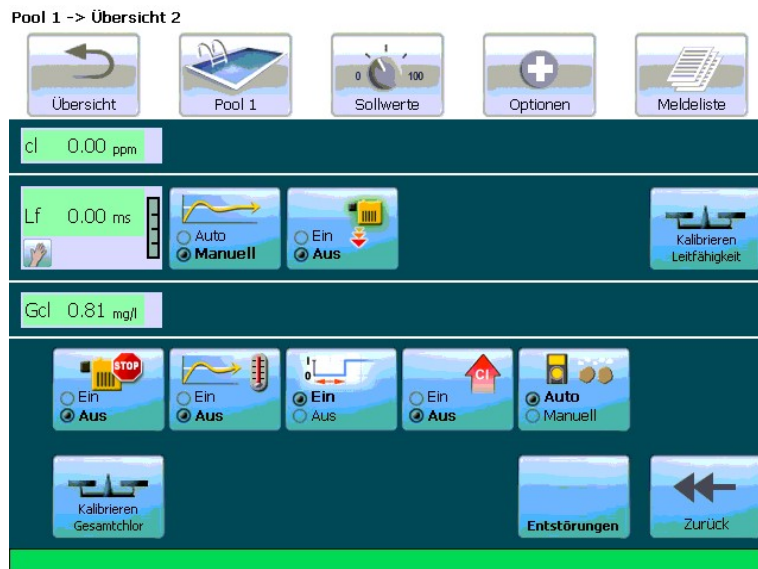 Pool 1 -> Übersicht 2
0 100
Übersicht Pool 1 Sollwerte Optionen Meldeliste
cl 0.00 ppm
Lf 0.00 ms
Auto
Manuell
Ein
Aus
Kalibrieren
Leitfähigkeit
Gcl 0.81 mg/l
STOP
Ein
Aus
Ein
Aus
I
0
Ein
Aus
Cl
Ein
Aus
Auto
Manuell
Kalibrieren
Gesamtchlor
Entstörungen
Zurück